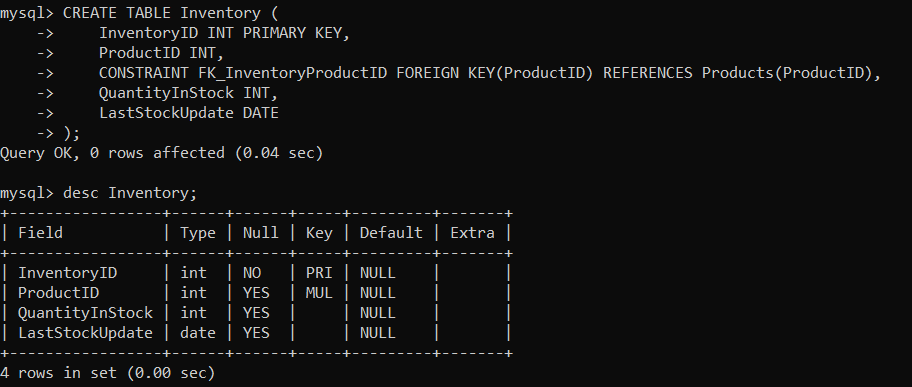 mysql> CREATE TABLE Inventory (
    ->     InventoryID INT PRIMARY KEY,
    ->     ProductID INT,
    ->     CONSTRAINT FK_InventoryProductID FOREIGN KEY(ProductID) REFERENCES Products(ProductID),
    ->     QuantityInStock INT,
    ->     LastStockUpdate DATE
    -> );
Query OK, 0 rows affected (0.04 sec)

mysql> desc Inventory;
+-----------------+------+------+-----+---------+-------+
| Field           | Type | Null | Key | Default | Extra |
+-----------------+------+------+-----+---------+-------+
| InventoryID     | int  | NO   | PRI | NULL    |       |
| ProductID       | int  | YES  | MUL | NULL    |       |
| QuantityInStock | int  | YES  |     | NULL    |       |
| LastStockUpdate | date | YES  |     | NULL    |       |
+-----------------+------+------+-----+---------+-------+
4 rows in set (0.00 sec)